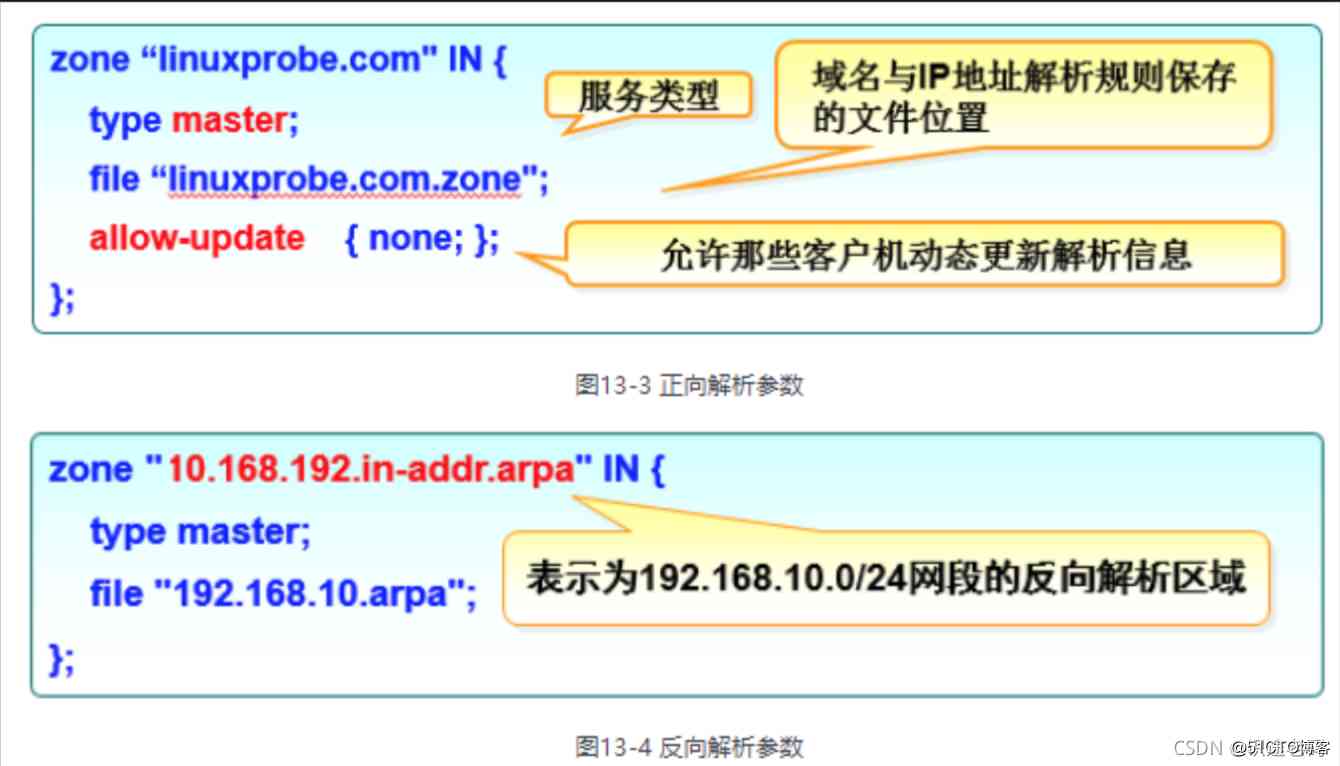 zone “linuxprobe.com" IN {
服务类型
域名与IP地址解析规则保存
的文件位置
type master;
file “linuxprobe.com.zone";
allow-update { none; };
允许那些客户机动态更新解析信息
};
图13-3 正向解析参数
zone "10.168.192.in-addr.arpa" IN {
type master;
表示为192.168.10.0/24网段的反向解析区域
file "192.168.10.arpa";
};
图13-4 反向解析参数
CSDN
@51CTO博客